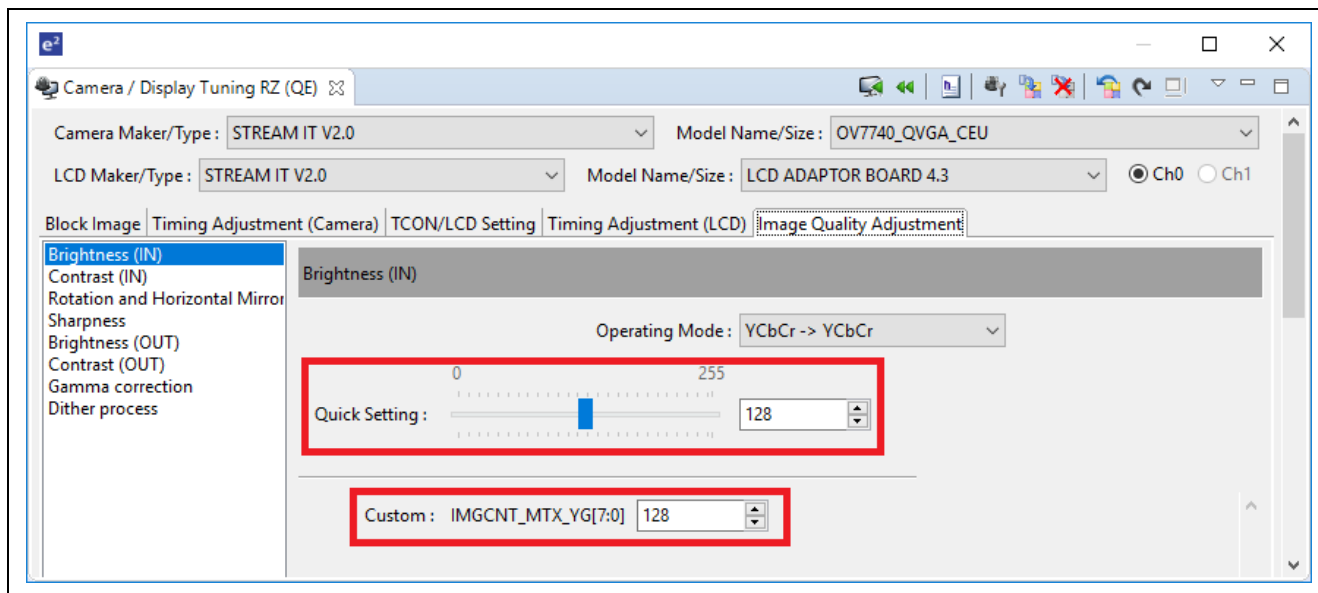 e²
Camera / Display Tuning RZ (QE)
Camera Maker/Type : STREAM IT V2.0 Model Name/Size : OV7740_QVGA_CEU
LCD Maker/Type : STREAM IT V2.0 Model Name/Size : LCD ADAPTOR BOARD 4.3 Ch0 Ch1
Block Image Timing Adjustment (Camera) TCON/LCD Setting Timing Adjustment (LCD) Image Quality Adjustment
Brightness (IN)
Contrast (IN)
Rotation and Horizontal Mirror
Sharpness
Brightness (OUT)
Contrast (OUT)
Gamma correction
Dither process
Brightness (IN)
Operating Mode : YCbCr -> YCbCr
0 255
Quick Setting : 128
Custom : IMGCNT_MTX_YG[7:0] 128